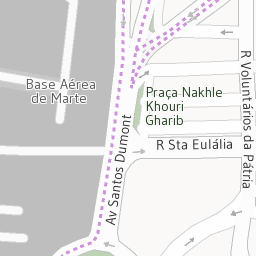 Base Aérea
de Marte
Praça Nakhle
Khouri
Gharib
R Sta Eulália
Av Santos Dumont
R Voluntários da Pátria